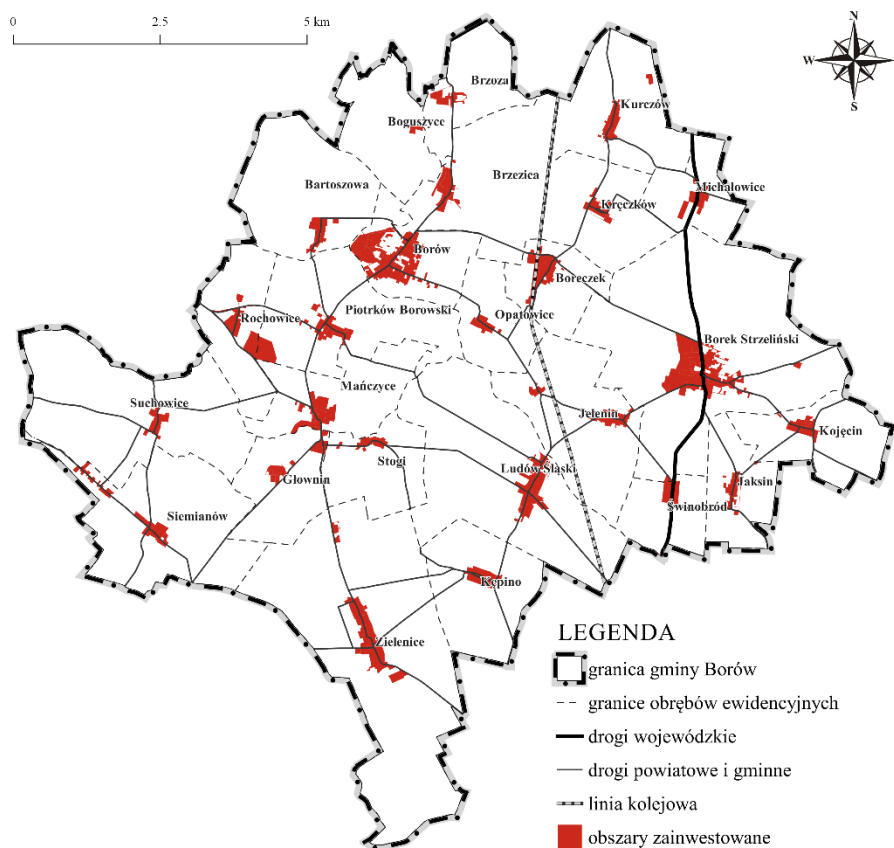 0 2.5 5 km
N
W E
S
Brzoza
Kurczów
Boguszyce
Brzezica
Bartoszowa
Michałowice
Kręczków
Borów
Boreczek
Piotrków Borowski
Opatowice
Rochowice
Borek Strzeliński
Mańczyce
Suchowice
Jelenin
Kojęcin
Stogi
Ludów Śląski
Głownin
Jaksin
Świnobród
Siemianów
Kępino
Zielenice
LEGENDA
granica gminy Borów
granice obrębów ewidencyjnych
drogi wojewódzkie
drogi powiatowe i gminne
linia kolejowa
obszary zainwestowane